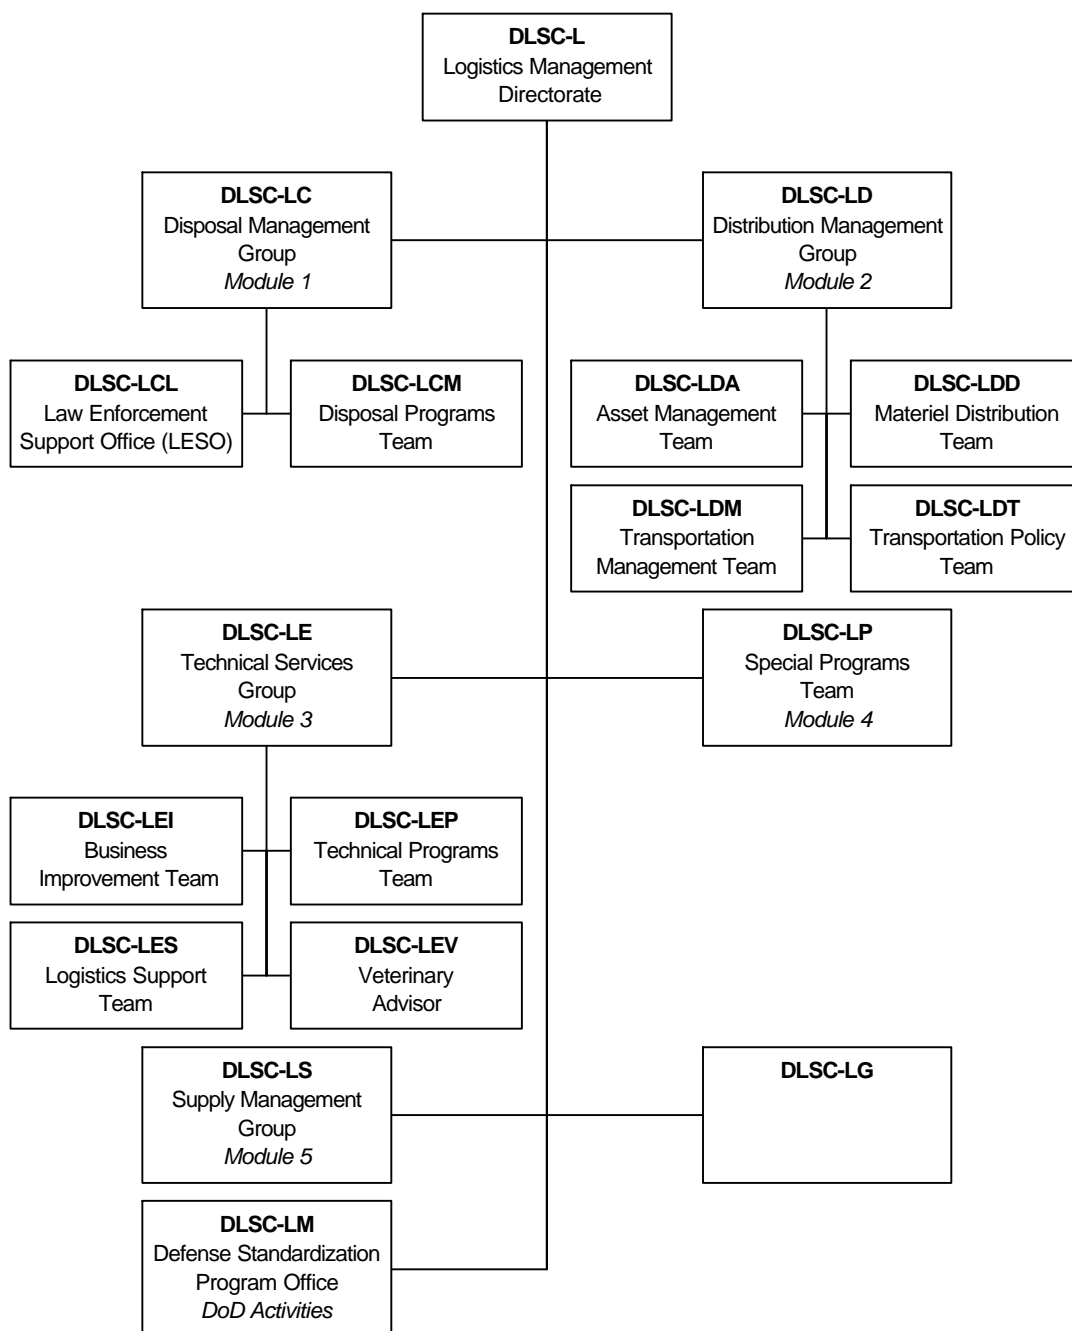 DLSC-L
Logistics Management
Directorate
DLSC-LC
Disposal Management
Group
Module 1
DLSC-LD
Distribution Management
Group
Module 2
DLSC-LCL
Law Enforcement
Support Office (LESO)
DLSC-LCM
Disposal Programs
Team
DLSC-LDA
Asset Management
Team
DLSC-LDD
Materiel Distribution
Team
DLSC-LDM
Transportation
Management Team
DLSC-LDT
Transportation Policy
Team
DLSC-LE
Technical Services
Group
Module 3
DLSC-LP
Special Programs
Team
Module 4
DLSC-LEI
Business
Improvement Team
DLSC-LEP
Technical Programs
Team
DLSC-LES
Logistics Support
Team
DLSC-LEV
Veterinary
Advisor
DLSC-LS
Supply Management
Group
Module 5
DLSC-LG
DLSC-LM
Defense Standardization
Program Office
DoD Activities